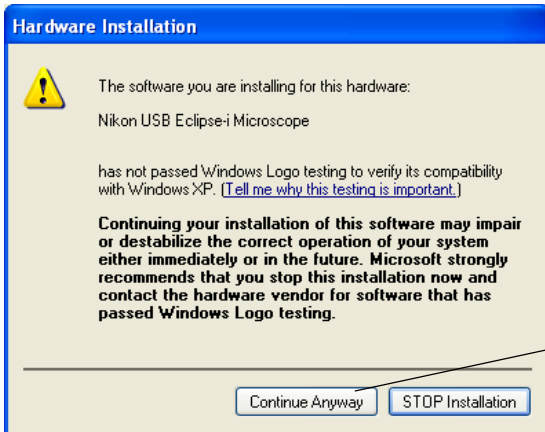 Hardware Installation
The software you are installing for this hardware:
Nikon USB Eclipse-i Microscope
has not passed Windows Logo testing to verify its compatibility
with Windows XP. (Tell me why this testing is important.)
Continuing your installation of this software may impair
or destabilize the correct operation of your system
either immediately or in the future. Microsoft strongly
recommends that you stop this installation now and
contact the hardware vendor for software that has
passed Windows Logo testing.
Continue Anyway
STOP Installation